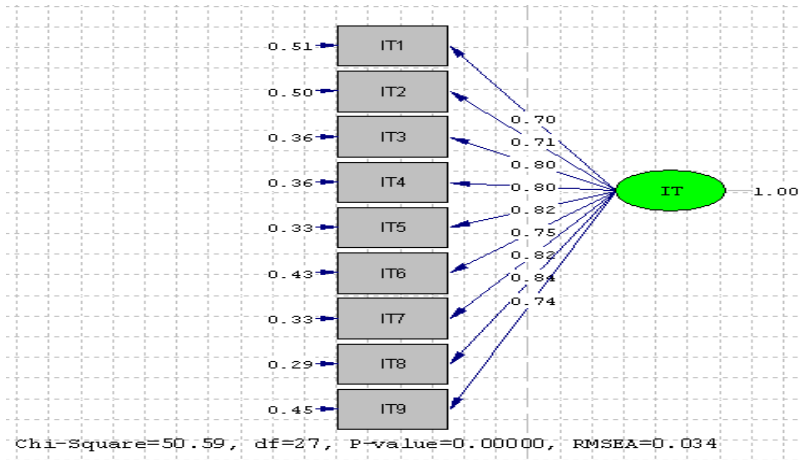 0.51 IT1
0.50 IT2
0.70
0.36 IT3
0.71
0.80
0.36 IT4
0.80
IT 1.00
0.82
0.33 IT5
0.75
0.82
0.43 IT6
0.84
0.74
0.33 IT7
0.29 IT8
0.45 IT9
Chi-Square=50.59, df=27, P-value=0.00000, RMSEA=0.034